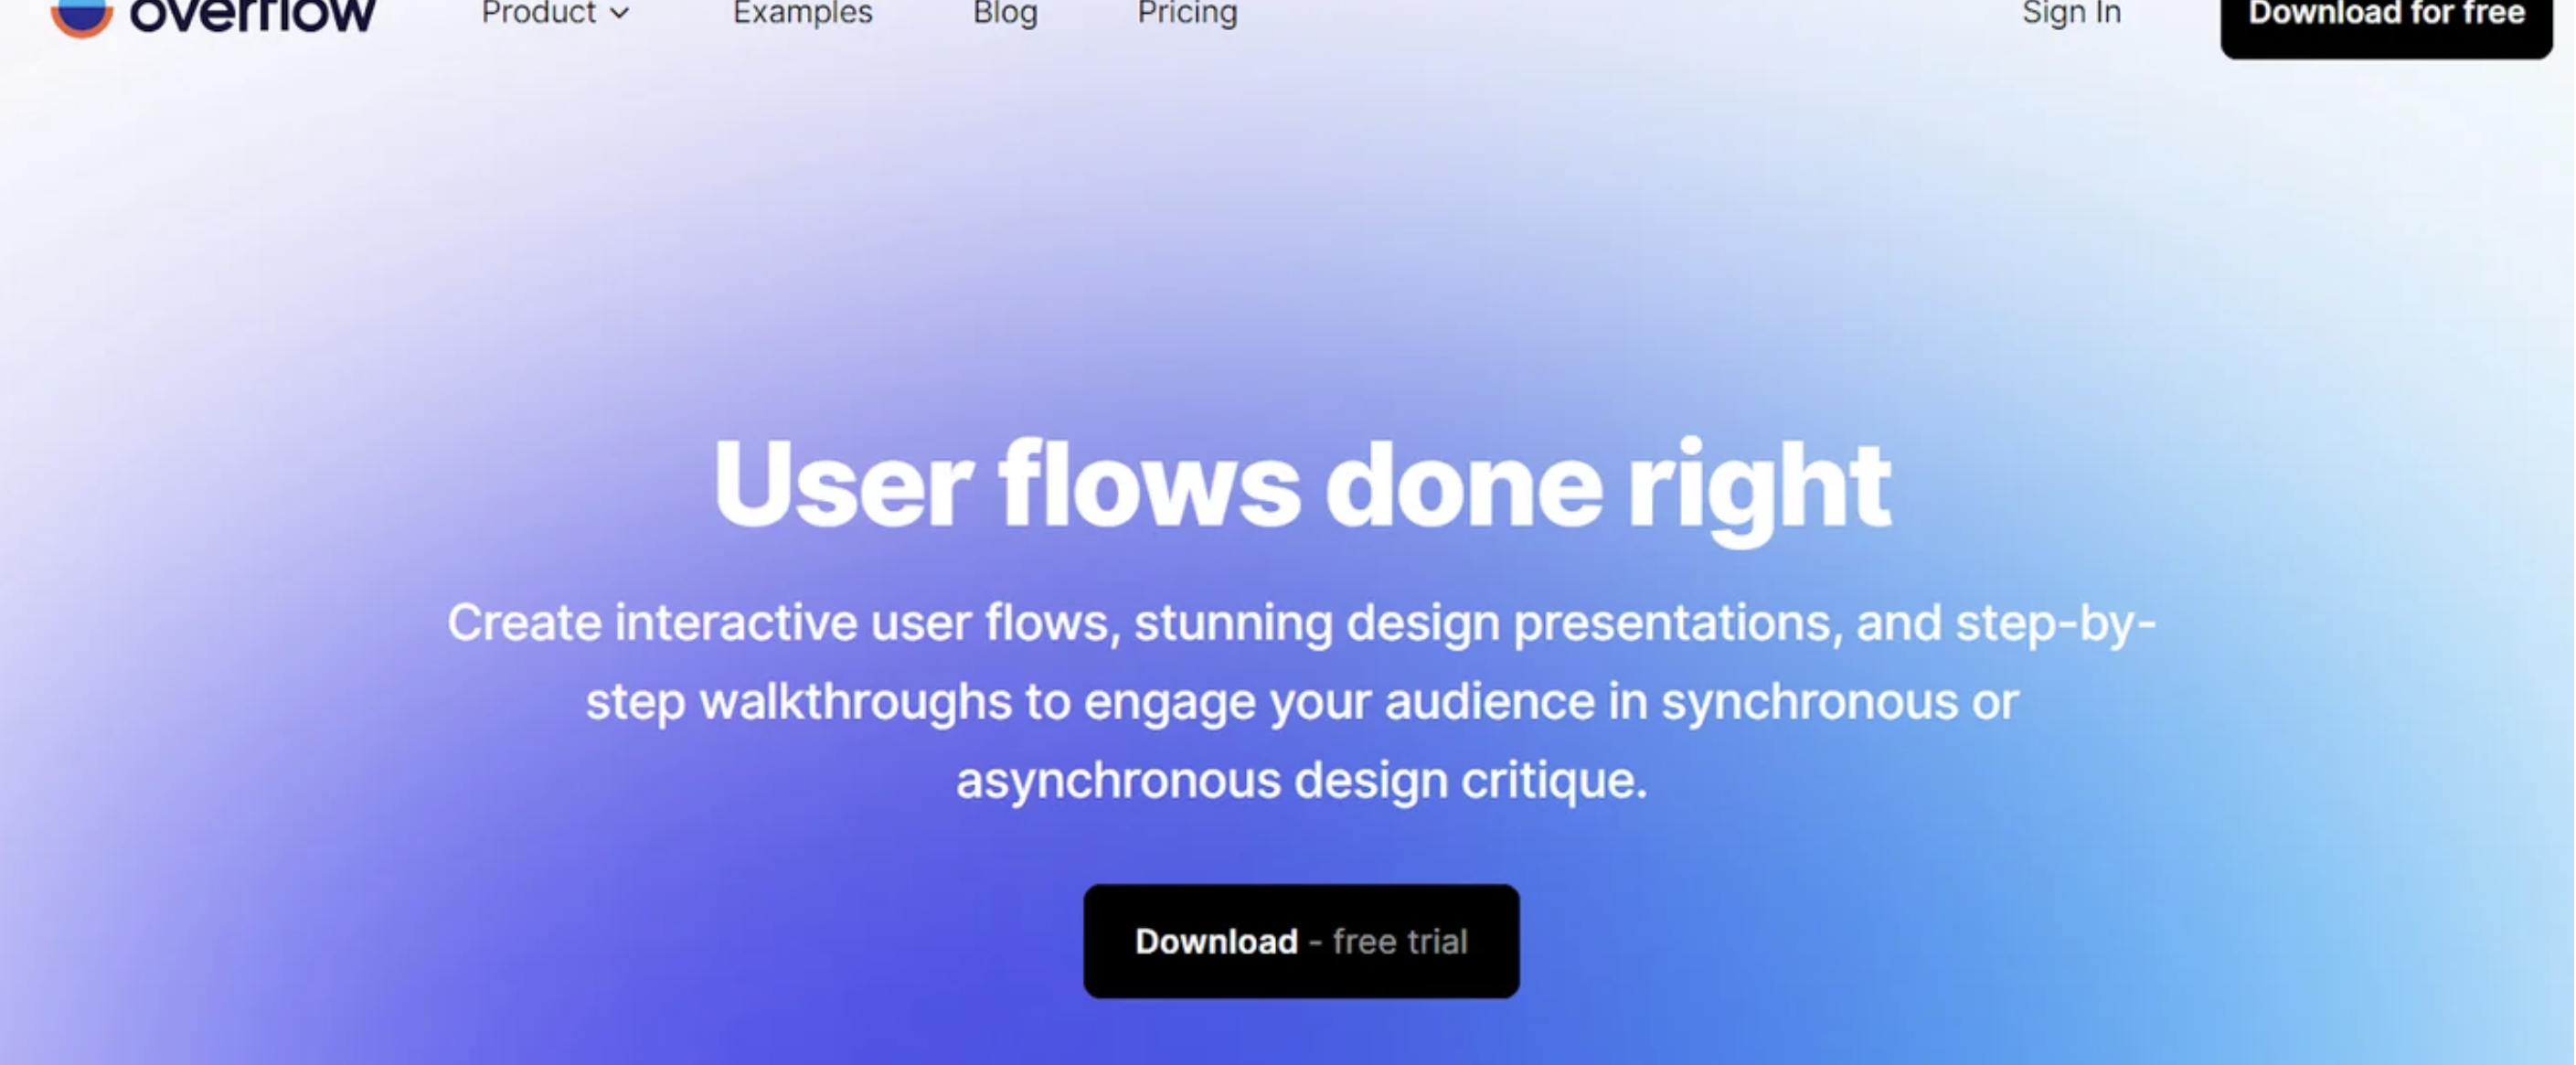 overflow
Product
Examples
Blog
Pricing
Sign In
Download for free
User flows done right
Create interactive user flows, stunning design presentations, and step-by-
step walkthroughs to engage your audience in synchronous or
asynchronous design critique.
Download - free trial